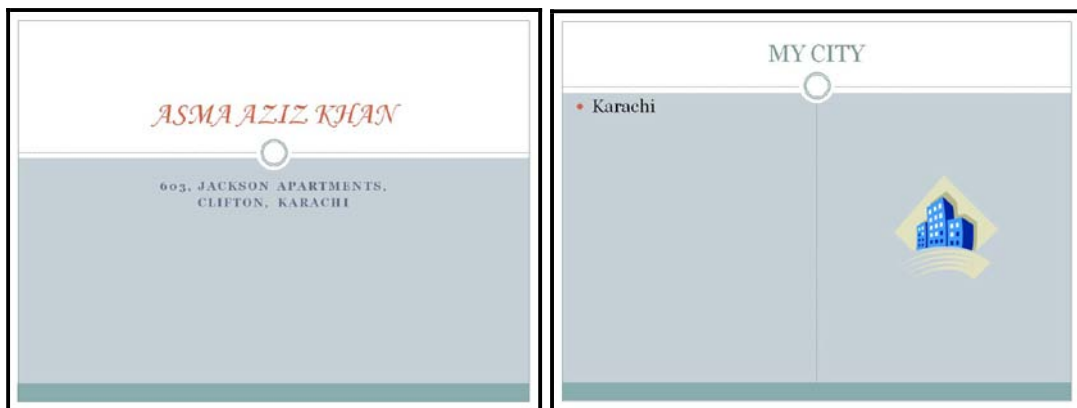 ASMA AZIZ KHAN
603, JACKSON APARTMENTS,
CLIFTON, KARACHI
MY CITY
• Karachi